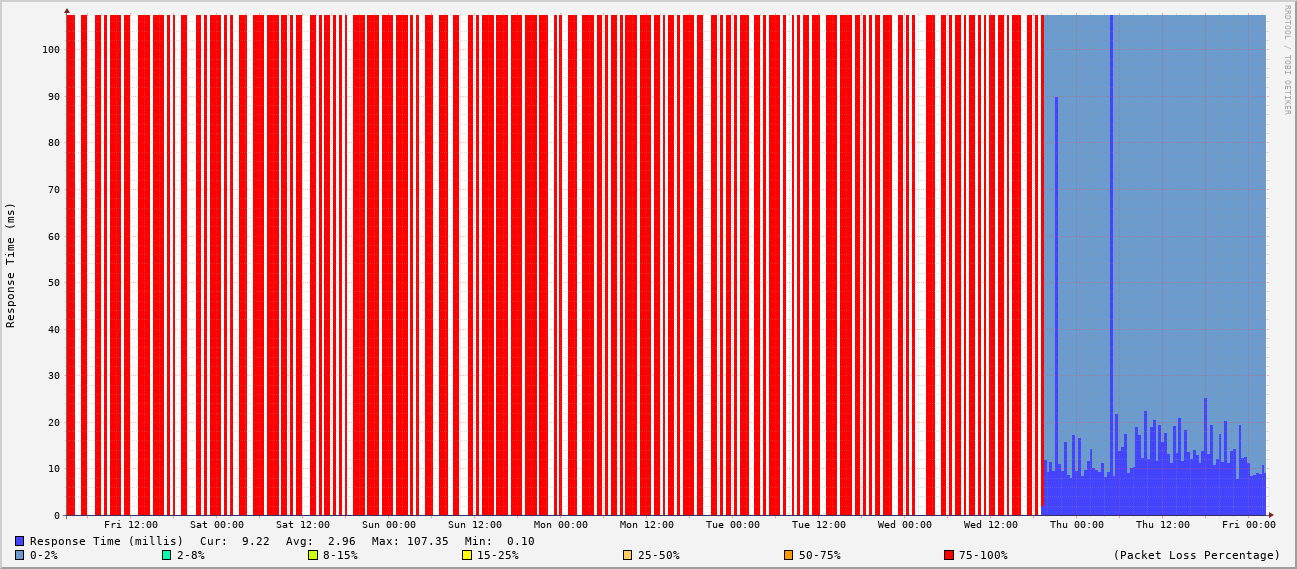 RRDTOOL / TOBI OETIKER
Response Time (ms)
100
90
80
70
60
50
40
30
20
10
0
Fri 12:00 Sat 00:00 Sat 12:00 Sun 00:00 Sun 12:00 Mon 00:00 Mon 12:00 Tue 00:00 Tue 12:00 Wed 00:00 Wed 12:00 Thu 00:00 Thu 12:00 Fri 00:00
Response Time (millis) Cur: 9.22 Avg: 2.96 Max: 107.35 Min: 0.10
0-2% 2-8% 8-15% 15-25% 25-50% 50-75% 75-100% (Packet Loss Percentage)